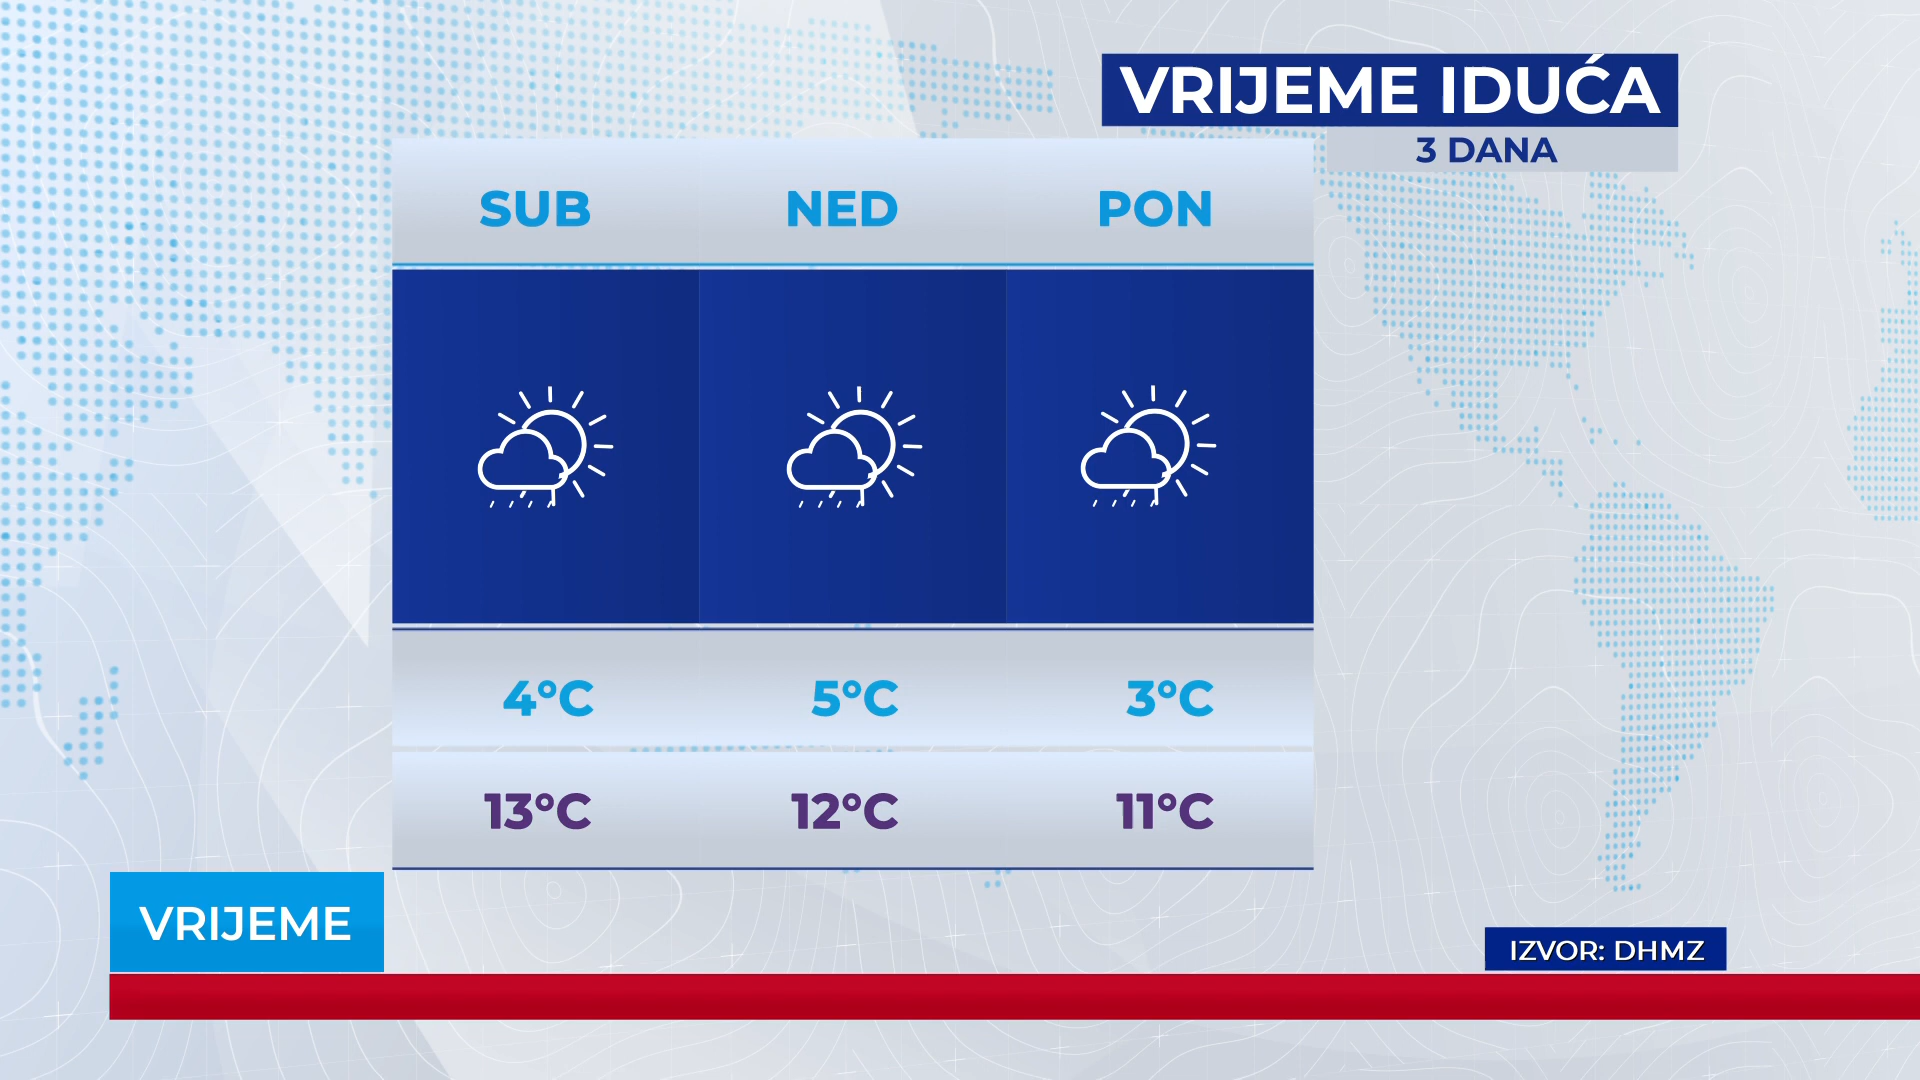 VRIJEME IDUĆA
3 DANA
SUB NED PON
4°C 5°C 3°C
13°C 12°C 11°C
VRIJEME
IZVOR: DHMZ